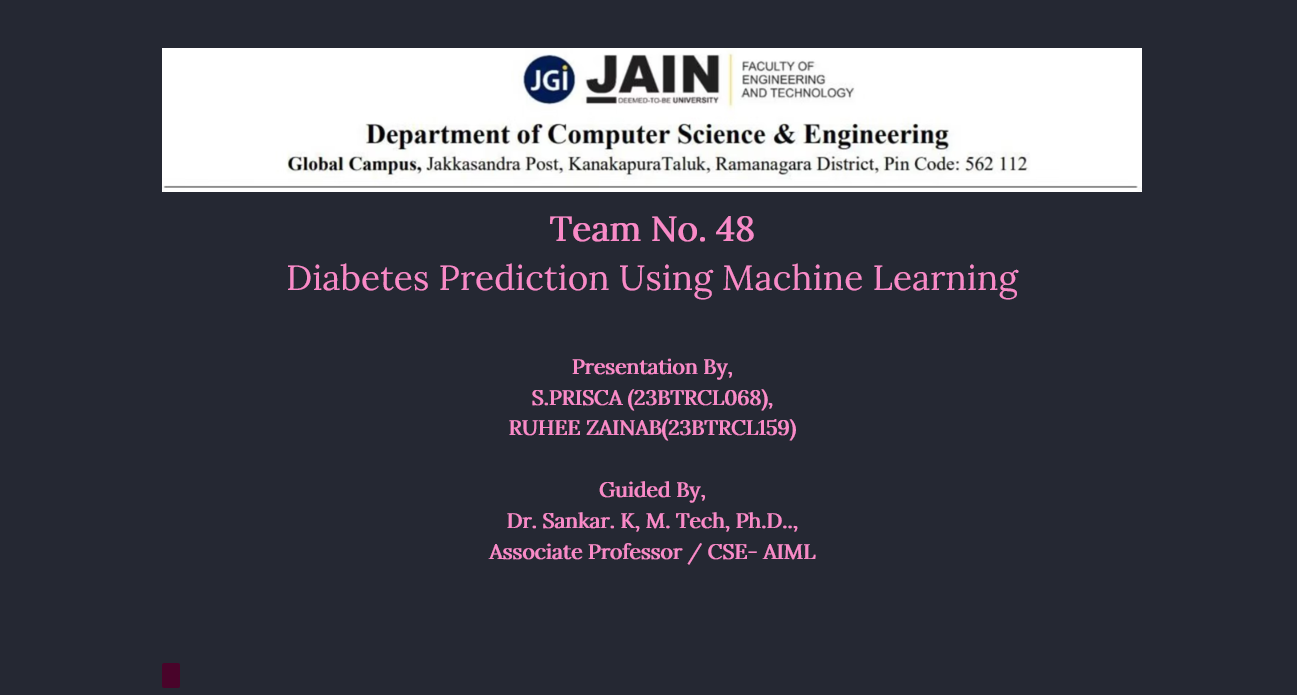 JGi JAIN
DEEMED-TO-BE UNIVERSITY
FACULTY OF
ENGINEERING
AND TECHNOLOGY
Department of Computer Science & Engineering
Global Campus, Jakkasandra Post, KanakapuraTaluk, Ramanagara District, Pin Code: 562 112
Team No. 48
Diabetes Prediction Using Machine Learning
Presentation By,
S.PRISCA (23BTRCL068),
RUHEE ZAINAB(23BTRCL159)
Guided By,
Dr. Sankar. K, M. Tech, Ph.D..,
Associate Professor / CSE- AIML